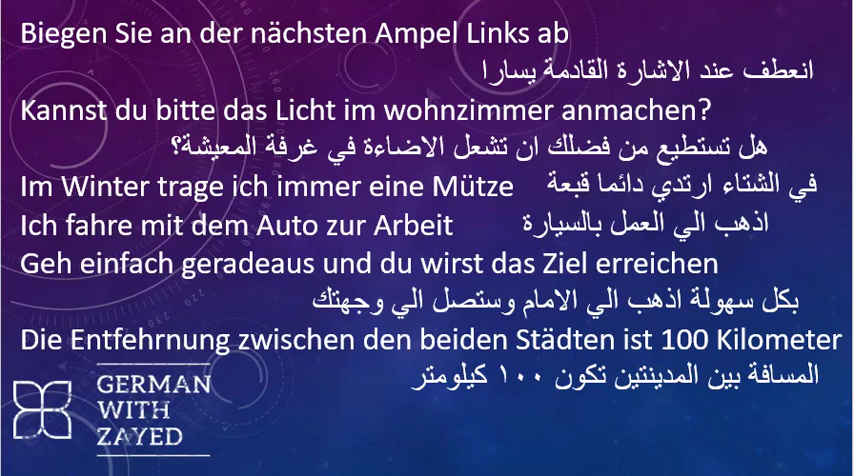 Biegen Sie an der nächsten Ampel Links ab
انعطف عند الاشارة القادمة يسارا
Kannst du bitte das Licht im wohnzimmer anmachen?
هل تستطيع من فضلك ان تشعل الاضاءة في غرفة المعيشة؟
Im Winter trage ich immer eine Mütze في الشتاء ارتدي دائما قبعة
Ich fahre mit dem Auto zur Arbeit اذهب الي العمل بالسيارة
Geh einfach geradeaus und du wirst das Ziel erreichen
بكل سهولة اذهب الي الامام وستصل الي وجهتك
Die Entfehrnung zwischen den beiden Städten ist 100 Kilometer
المسافة بين المدينتين تكون ١٠٠ كيلومتر
GERMAN
WITH
ZAYED